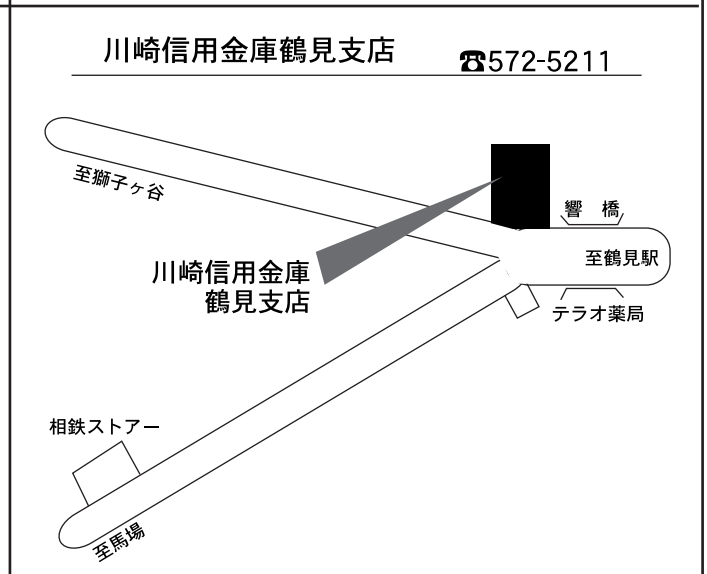 川崎信用金庫鶴見支店 ☎572-5211
至獅子ヶ谷
響 橋
至鶴見駅
川崎信用金庫
鶴見支店
テラオ薬局
相鉄ストアー
至馬場